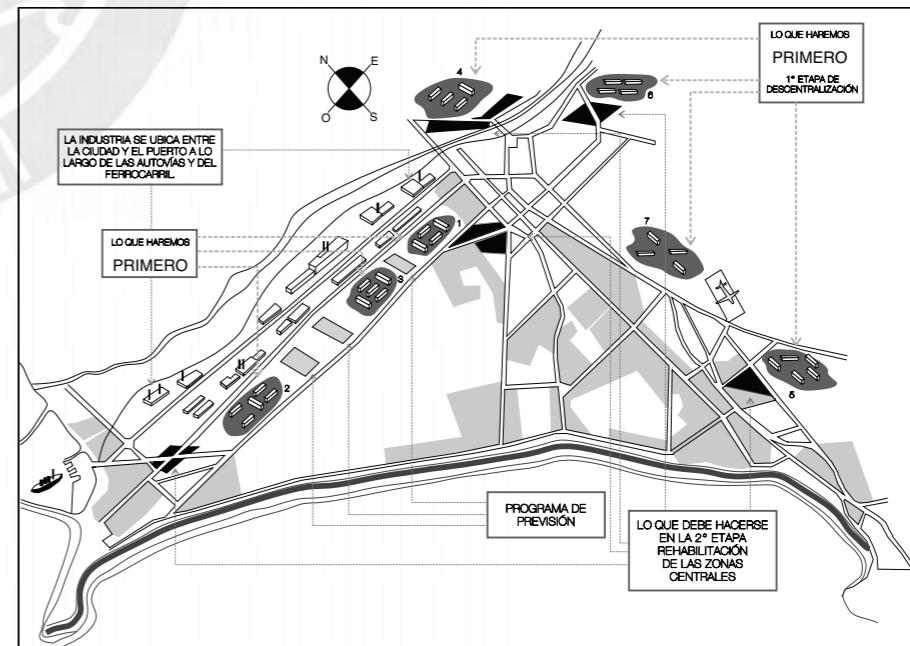 LO QUE HAREMOS
PRIMERO
1ª ETAPA DE
DESCENTRALIZACIÓN
N
E
O
S
4
6
LA INDUSTRIA SE UBICA ENTRE
LA CIUDAD Y EL PUERTO A LO
LARGO DE LAS AUTOVÍAS Y DEL
FERROCARRIL
LO QUE HAREMOS
PRIMERO
1
7
3
2
5
PROGRAMA DE
PREVISIÓN
LO QUE DEBE HACERSE
EN LA 2ª ETAPA
REHABILITACIÓN
DE LAS ZONAS
CENTRALES